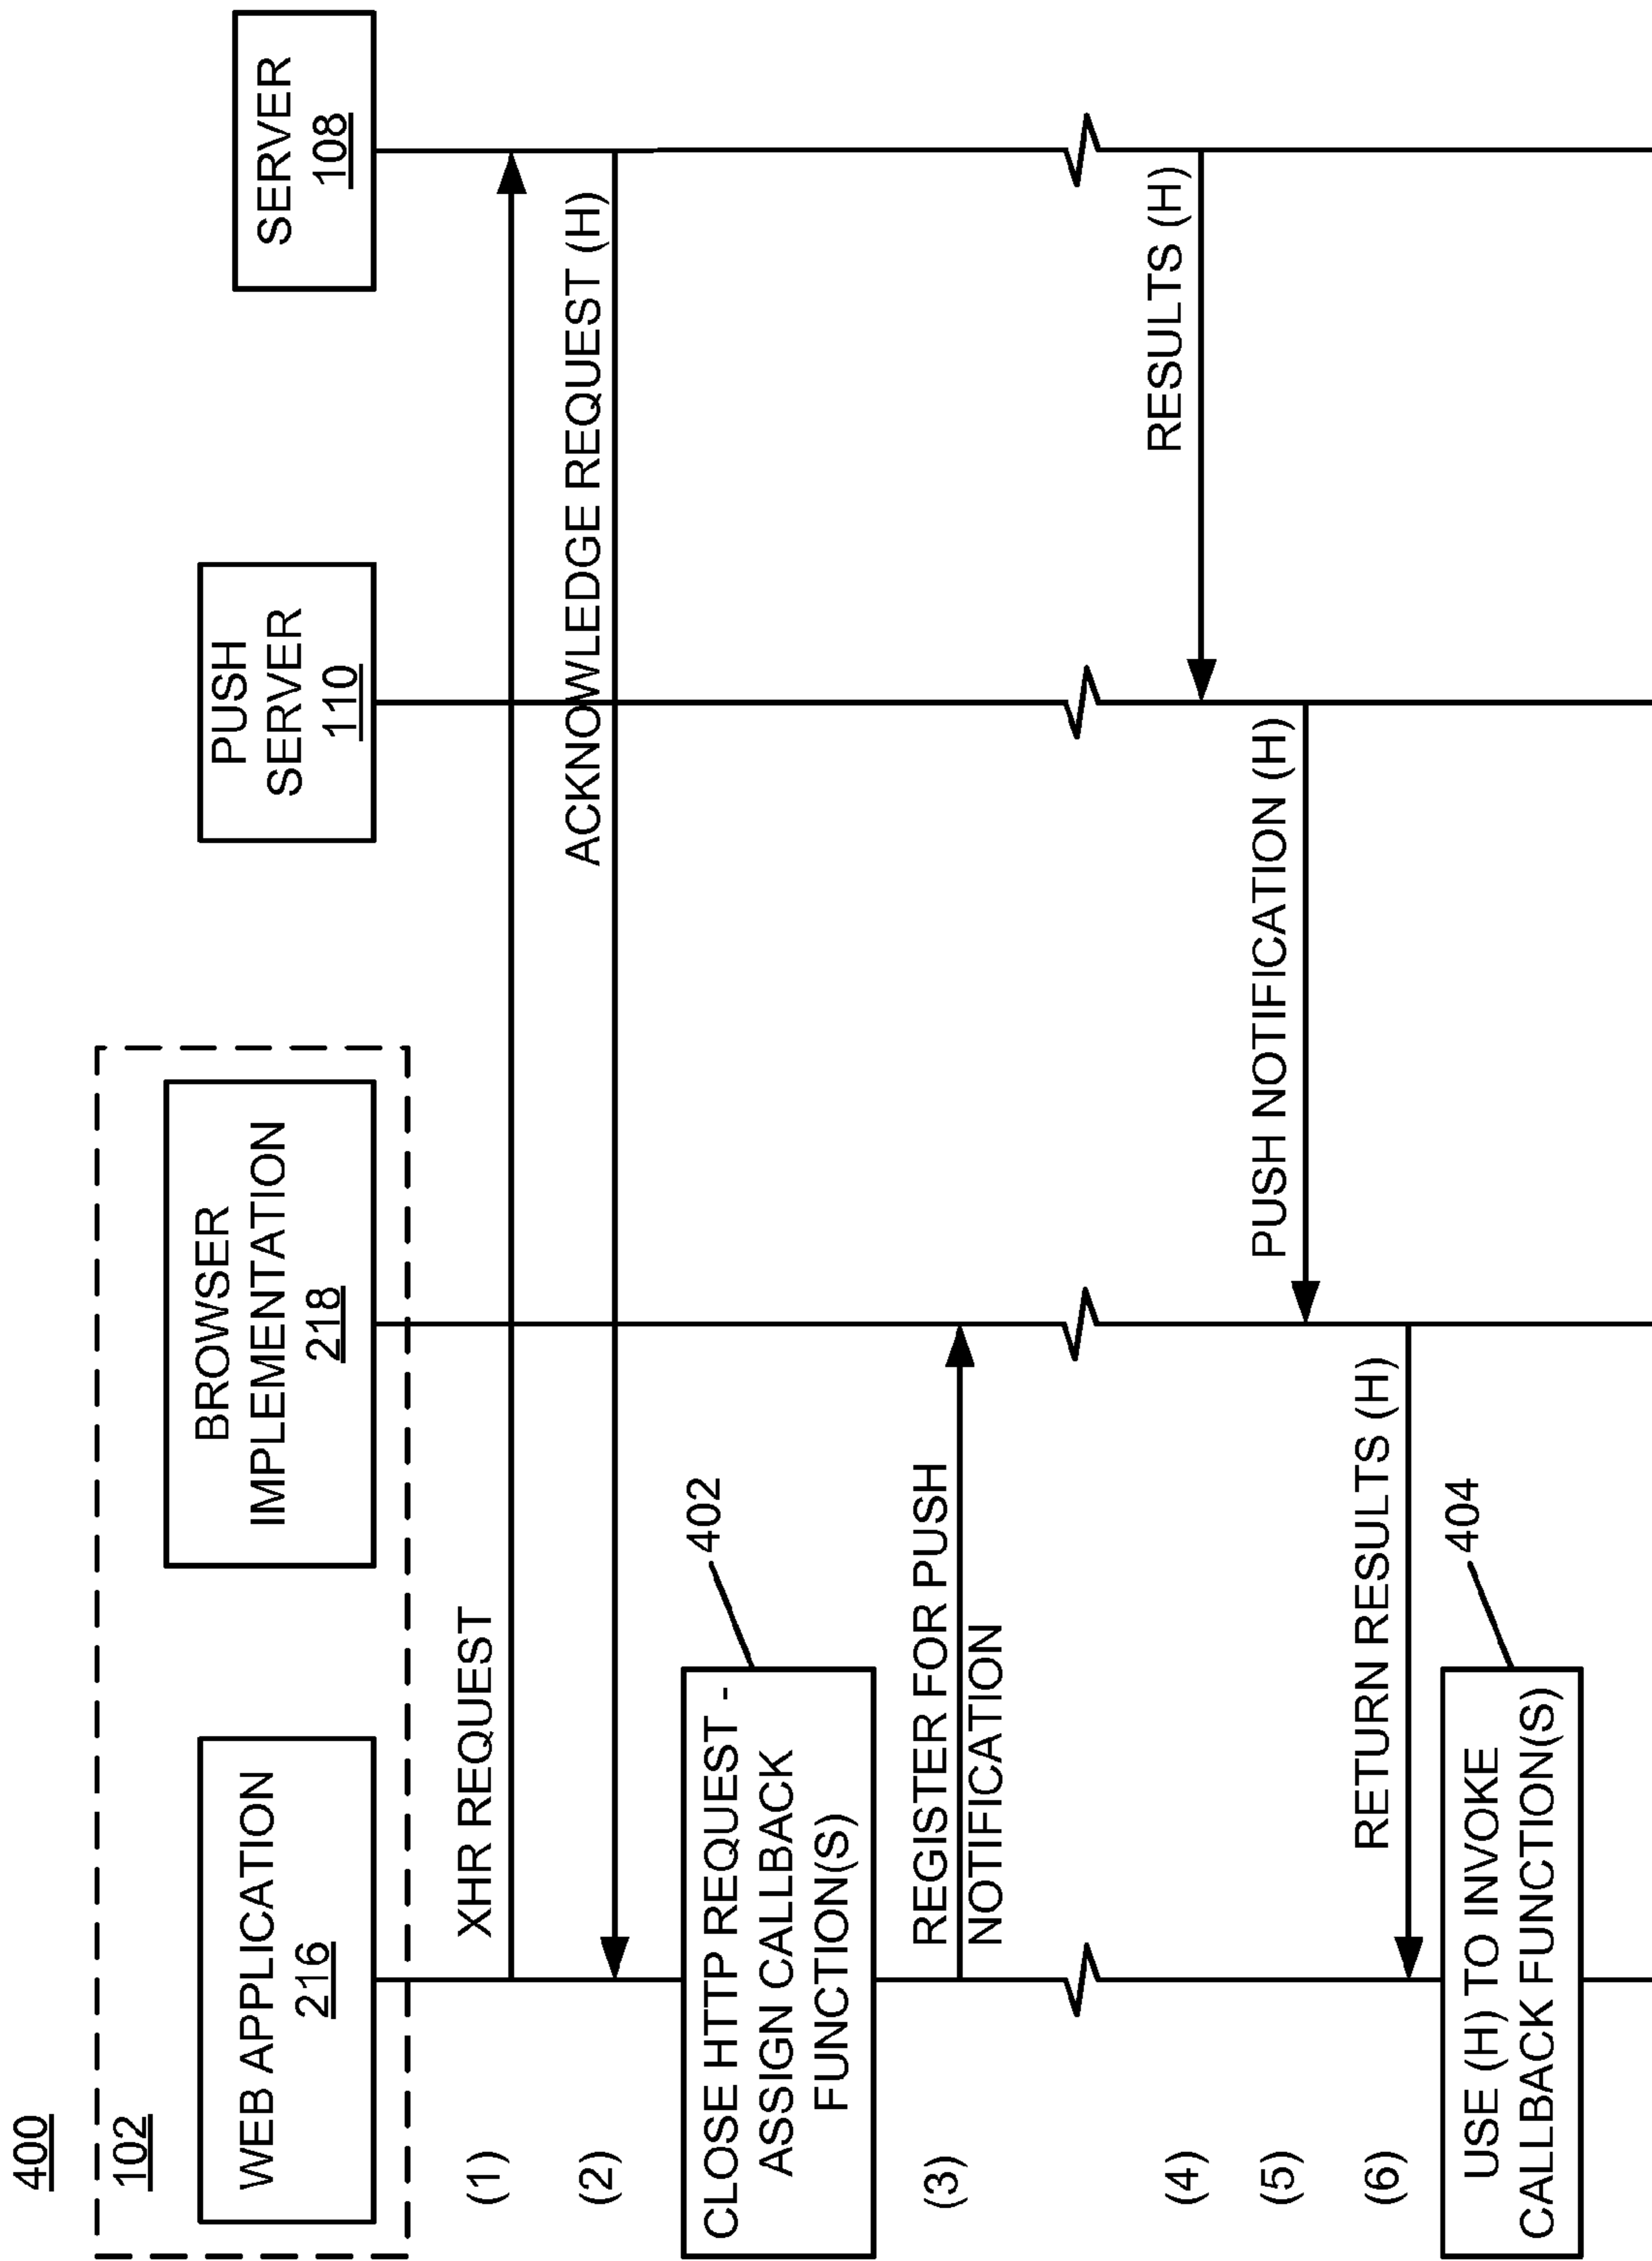 400
102
WEB APPLICATION
216
BROWSER
IMPLEMENTATION
218
PUSH
SERVER
110
SERVER
108
(1)
XHR REQUEST
(2)
ACKNOWLEDGE REQUEST (H)
CLOSE HTTP REQUEST -
ASSIGN CALLBACK
FUNCTION(S)
402
(3)
REGISTER FOR PUSH
NOTIFICATION
(4)
RESULTS (H)
(5)
PUSH NOTIFICATION (H)
(6)
RETURN RESULTS (H)
USE (H) TO INVOKE
CALLBACK FUNCTION(S)
404